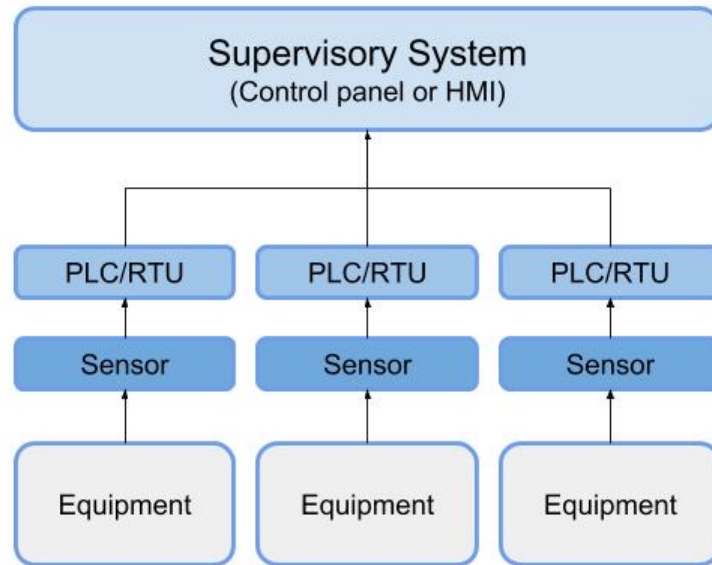 Supervisory System
(Control panel or HMI)
PLC/RTU
PLC/RTU
PLC/RTU
Sensor
Sensor
Sensor
Equipment
Equipment
Equipment